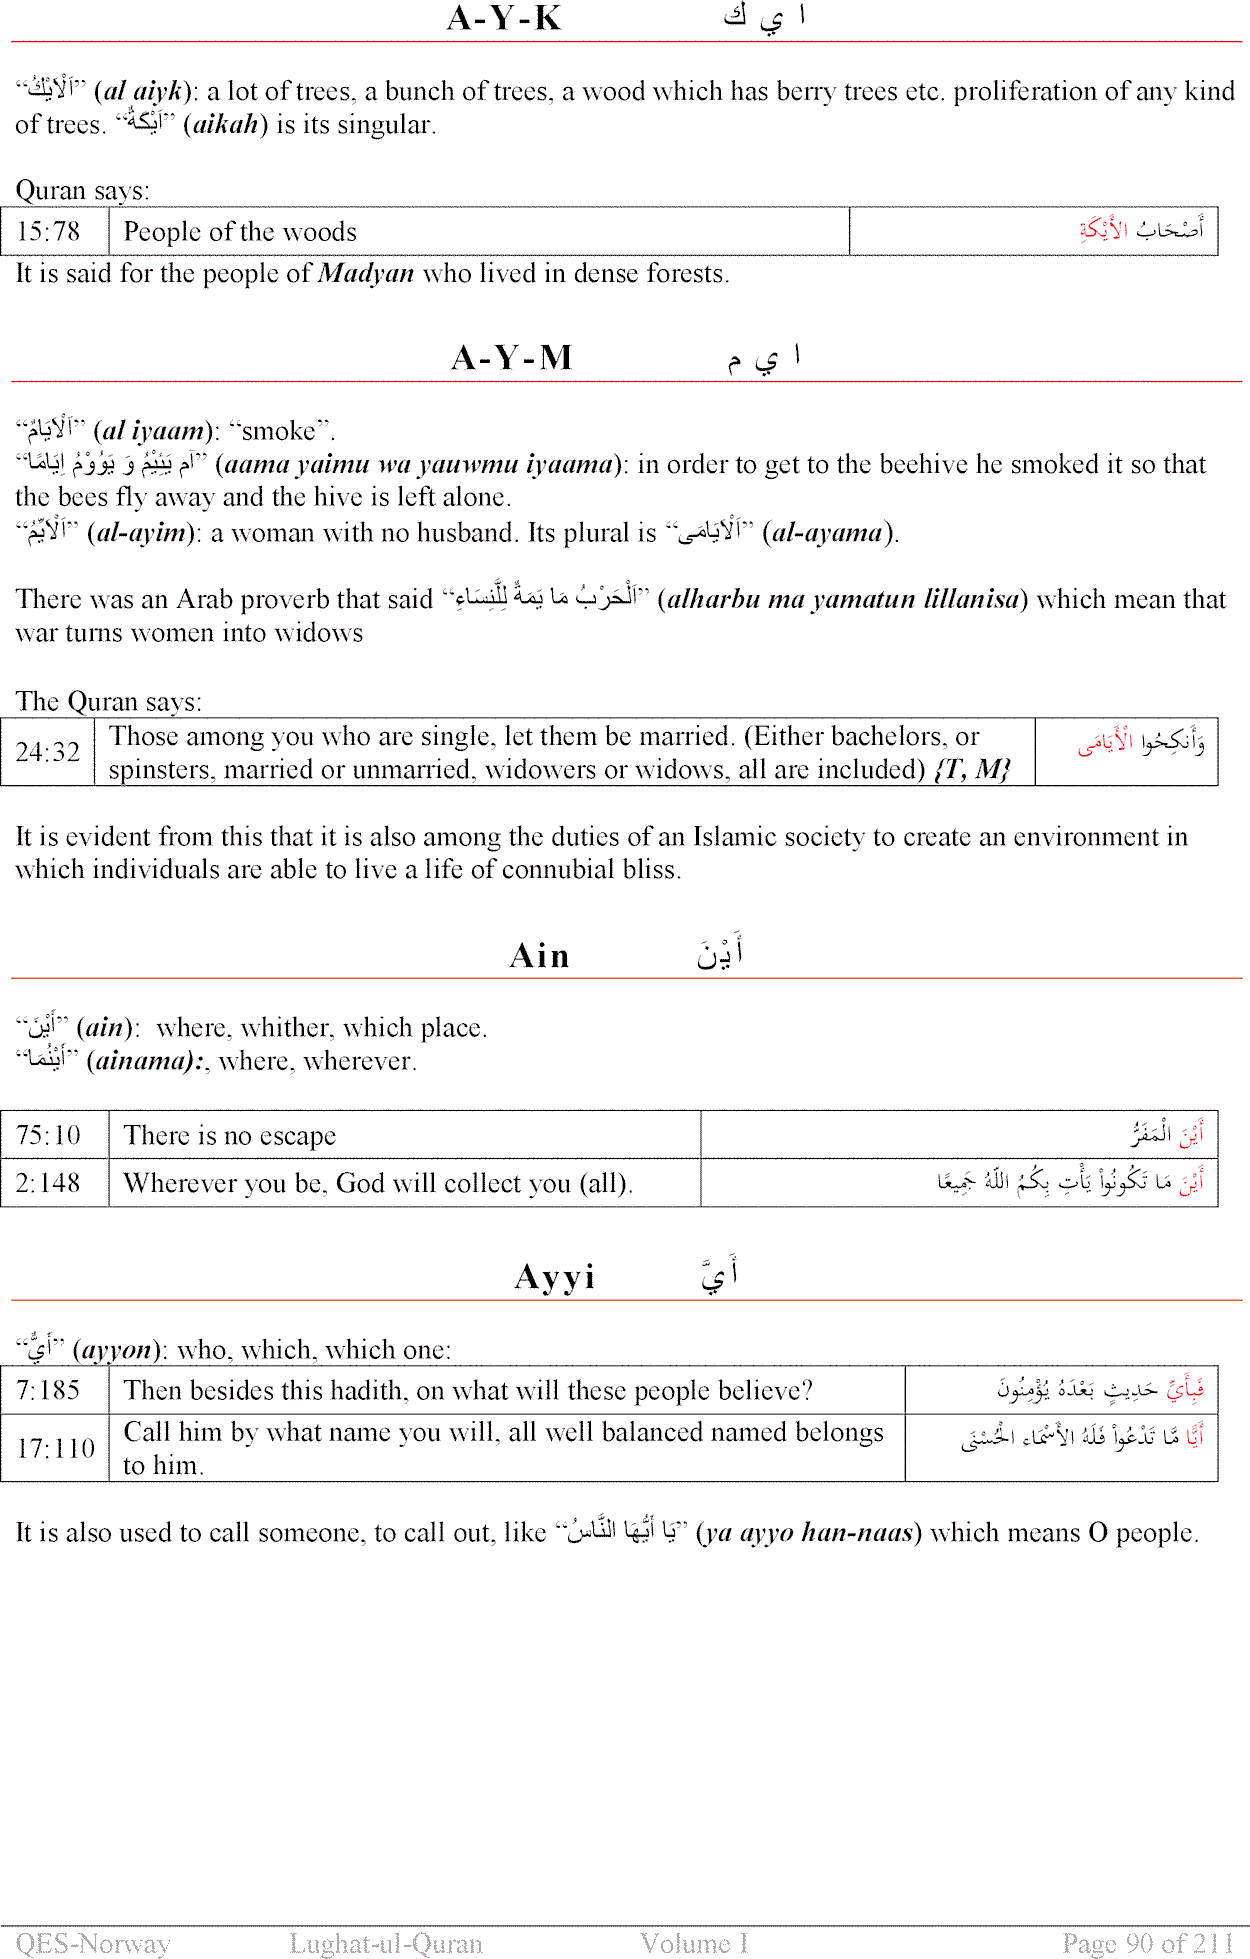 A-Y-K ا ي ك
“اَلْاَيْكُ” (al aiyk): a lot of trees, a bunch of trees, a wood which has berry trees etc. proliferation of any kind
of trees. “اَيْكَةٌ” (aikah) is its singular.
Quran says:
15:78 People of the woods أَصْحَابُ الأَيْكَةِ
It is said for the people of Madyan who lived in dense forests.
A-Y-M ا ي م
“اَلْاَيَامُ” (al iyaam): “smoke”.
“آم يَئِيْمُ وَ يَوُوْمُ اِيَامًا” (aama yaimu wa yauwmu iyaama): in order to get to the beehive he smoked it so that
the bees fly away and the hive is left alone.
“اَلْاَيِّمُ” (al-ayim): a woman with no husband. Its plural is “اَلْاَيَامَى” (al-ayama).
There was an Arab proverb that said “اَلْحَرْبُ مَا يَمَةٌ لِلنِّسَاءِ” (alharbu ma yamatun lillanisa) which mean that
war turns women into widows
The Quran says:
24:32 Those among you who are single, let them be married. (Either bachelors, or وَأَنكِحُوا الْأَيَامَى
spinsters, married or unmarried, widowers or widows, all are included) {T, M}
It is evident from this that it is also among the duties of an Islamic society to create an environment in
which individuals are able to live a life of connubial bliss.
Ain أَيْنَ
“أَيْنَ” (ain): where, whither, which place.
“أَيْنُمَا” (ainama):, where, wherever.
75:10 There is no escape أَيْنَ الْمَفَرُّ
2:148 Wherever you be, God will collect you (all). أَيْنَ مَا تَكُونُواْ يَأْتِ بِكُمُ اللّهُ جَمِيعًا
Ayyi أَيَّ
“أَيٌّ” (ayyon): who, which, which one:
7:185 Then besides this hadith, on what will these people believe? فَبِأَيِّ حَدِيثٍ بَعْدَهُ يُؤْمِنُونَ
17:110 Call him by what name you will, all well balanced named belongs أَيًّا مَّا تَدْعُواْ فَلَهُ الأَسْمَاء الْحُسْنَى
to him.
It is also used to call someone, to call out, like “يَا أَيُّهَا النَّاسُ” (ya ayyo han-naas) which means O people.
QES-Norway Lughat-ul-Quran Volume I Page 90 of 211